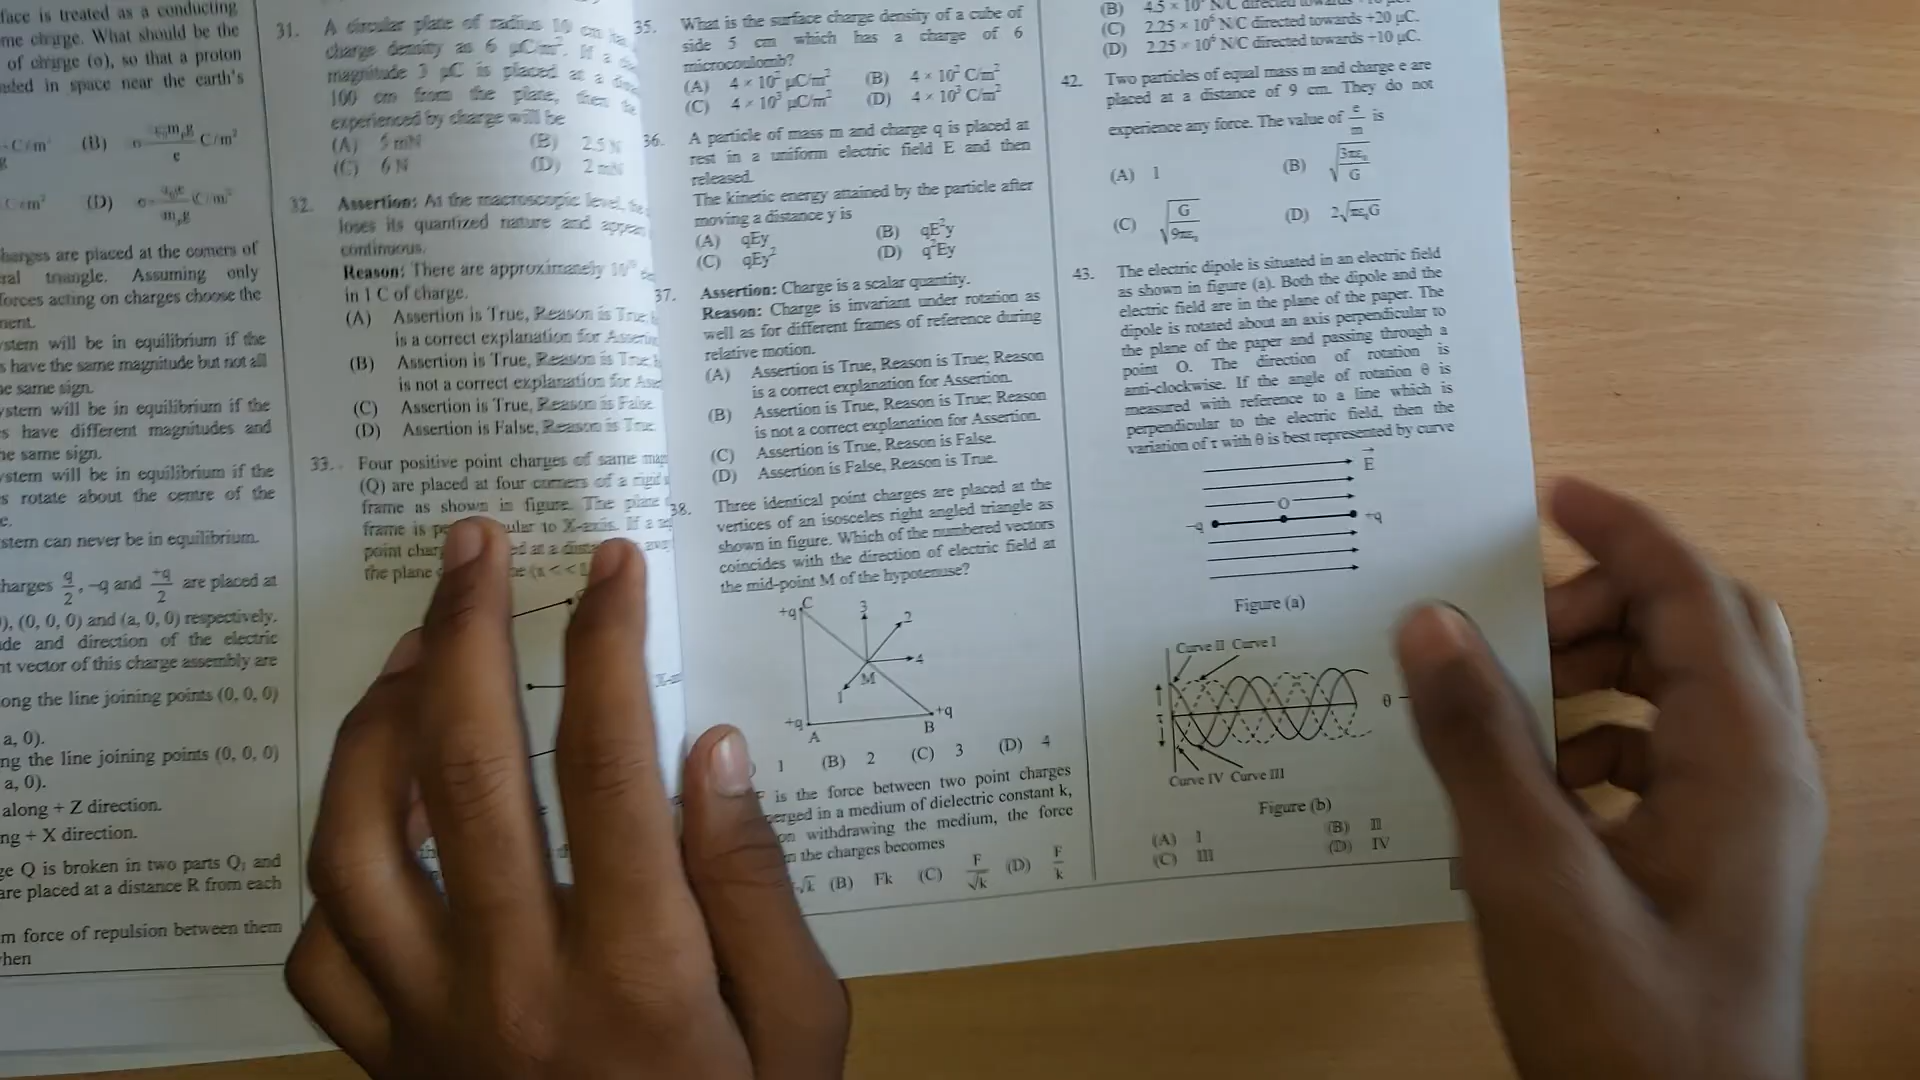 face is treated as a conducting
me charge. What should be the
of charge (σ), so that a proton
in space near the earth's
(B)
C/m²
(D)
charges are placed at the corners of
triangle. Assuming only
forces acting on charges choose the
system will be in equilibrium if the
s have the same magnitude but not all
same sign.
system will be in equilibrium if the
s have different magnitudes and
same sign.
system will be in equilibrium if the
s rotate about the centre of the
stem can never be in equilibrium.
charges q/2, -q and +q/2 are placed at
), (0, 0, 0) and (a, 0, 0) respectively.
and direction of the electric
vector of this charge assembly are
ong the line joining points (0, 0, 0)
a, 0).
ng the line joining points (0, 0, 0)
a, 0).
along + Z direction.
ng + X direction.
ge Q is broken in two parts Q₁ and
are placed at a distance R from each
m force of repulsion between them
hen
31. A circular plate of radius 10 cm
charge density as 6 μC/m². If a
magnitude 3 μC is placed at a
100 cm from the plate, then
experienced by charge will be
(A) 5 mN (B) 2.5 N
(C) 6 N (D) 2 mN
32. Assertion: At the macroscopic level,
loses its quantized nature and
continuous.
Reason: There are approximately
in 1 C of charge.
(A) Assertion is True, Reason is True
is a correct explanation for
(B) Assertion is True, Reason is
is not a correct explanation for
(C) Assertion is True, Reason is False.
(D) Assertion is False, Reason is True.
33. Four positive point charges of same
(Q) are placed at four corners of a
frame as shown in figure. The plane
frame is ular to X-axis. If a
point char ed at a
the plane
35. What is the surface charge density of a cube of
side 5 cm which has a charge of 6
microcoulomb?
(A) 4 × 10² μC/m² (B) 4 × 10² C/m²
(C) 4 × 10³ μC/m² (D) 4 × 10³ C/m²
36. A particle of mass m and charge q is placed at
rest in a uniform electric field E and then
released.
The kinetic energy attained by the particle after
moving a distance y is
(A) qEy (B) qE²y
(C) qEy² (D) q²Ey
37. Assertion: Charge is a scalar quantity.
Reason: Charge is invariant under rotation as
well as for different frames of reference during
relative motion.
(A) Assertion is True, Reason is True; Reason
is a correct explanation for Assertion.
(B) Assertion is True, Reason is True; Reason
is not a correct explanation for Assertion.
(C) Assertion is True, Reason is False.
(D) Assertion is False, Reason is True.
38. Three identical point charges are placed at the
vertices of an isosceles right angled triangle as
shown in figure. Which of the numbered vectors
coincides with the direction of electric field at
the mid-point M of the hypotenuse?
+q C 3 2
4
M
1
+q +q
A B
1 (B) 2 (C) 3 (D) 4
is the force between two point charges
erged in a medium of dielectric constant k,
on withdrawing the medium, the force
n the charges becomes
√k (B) Fk (C) F/√k (D) F/k
(B) 4.5 ×
(C) 2.25 × 10⁶ N/C directed towards +20 μC.
(D) 2.25 × 10⁶ N/C directed towards +10 μC.
42. Two particles of equal mass m and charge e are
placed at a distance of 9 cm. They do not
experience any force. The value of e/m is
(A) 1 (B) √(3πε₀/G)
(C) √(G/9πε₀) (D) 2√(πε₀G)
43. The electric dipole is situated in an electric field
as shown in figure (a). Both the dipole and the
electric field are in the plane of the paper. The
dipole is rotated about an axis perpendicular to
the plane of the paper and passing through a
point O. The direction of rotation is
anti-clockwise. If the angle of rotation θ is
measured with reference to a line which is
perpendicular to the electric field, then the
variation of τ with θ is best represented by curve
E
O
-q +q
Figure (a)
Curve II Curve I
τ θ
Curve IV Curve III
Figure (b)
(A) I (B) II
(C) III (D) IV